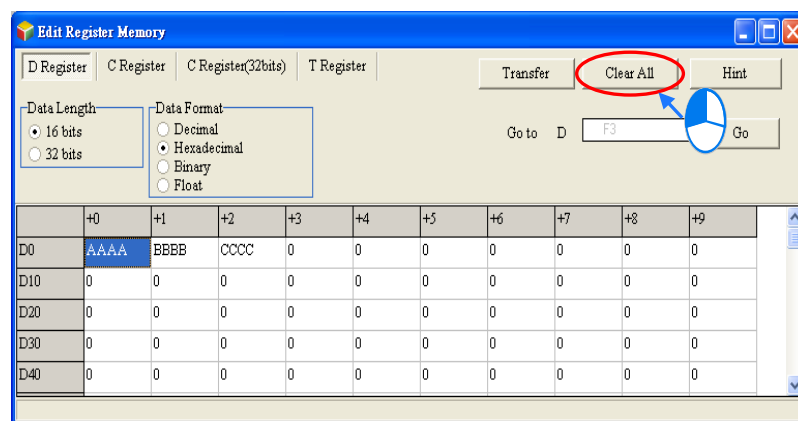 Edit Register Memory
D Register C Register C Register(32bits) T Register Transfer Clear All Hint
Data Length Data Format
16 bits Decimal Go to D F3 Go
32 bits Hexadecimal
Binary
Float
+0 +1 +2 +3 +4 +5 +6 +7 +8 +9
D0 AAAA BBBB CCCC 0 0 0 0 0 0 0
D10 0 0 0 0 0 0 0 0 0 0
D20 0 0 0 0 0 0 0 0 0 0
D30 0 0 0 0 0 0 0 0 0 0
D40 0 0 0 0 0 0 0 0 0 0